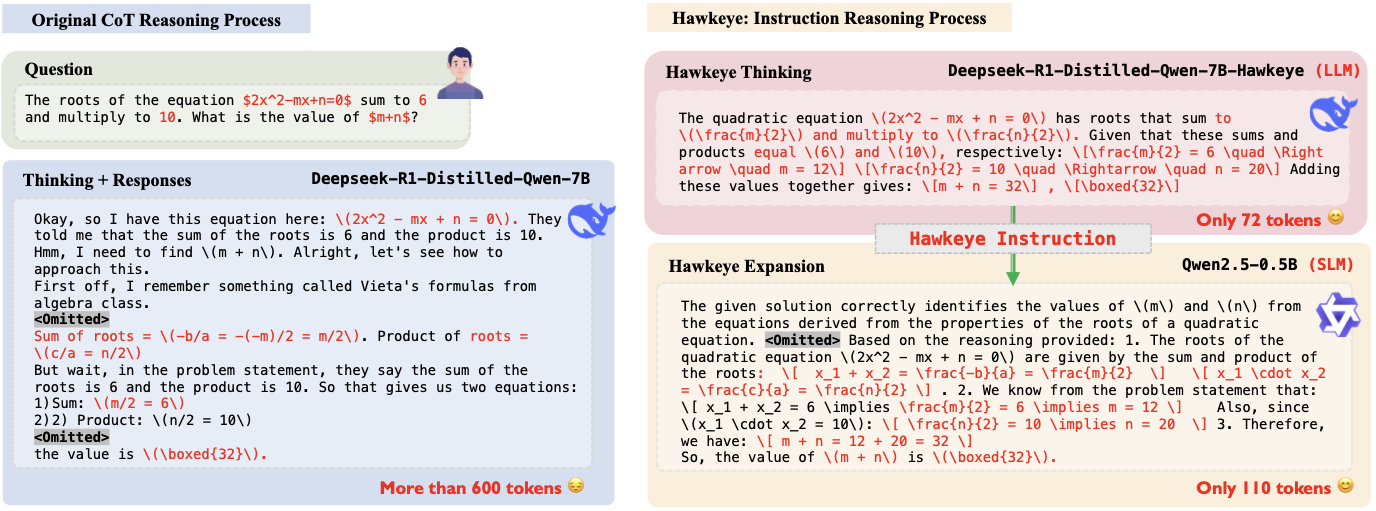 Original CoT Reasoning Process
Question
The roots of the equation $2x^2-mx+n=0$ sum to 6
and multiply to 10. What is the value of $m+n$?
Thinking + Responses
Deepseek-R1-Distilled-Qwen-7B
Okay, so I have this equation here: \(2x^2 - mx + n = 0\). They
told me that the sum of the roots is 6 and the product is 10.
Hmm, I need to find \(m + n\). Alright, let's see how to
approach this.
First off, I remember something called Vieta's formulas from
algebra class.
<Omitted>
Sum of roots = \(-b/a = -(-m)/2 = m/2\). Product of roots =
\(c/a = n/2\)
But wait, in the problem statement, they say the sum of the
roots is 6 and the product is 10. So that gives us two equations:
1)Sum: \(m/2 = 6\)
2)2) Product: \(n/2 = 10\)
<Omitted>
the value is \(\boxed{32}\).
More than 600 tokens
Hawkeye: Instruction Reasoning Process
Hawkeye Thinking
Deepseek-R1-Distilled-Qwen-7B-Hawkeye (LLM)
The quadratic equation \(2x^2 - mx + n = 0\) has roots that sum to
\(\frac{m}{2}\) and multiply to \(\frac{n}{2}\). Given that these sums and
products equal \(6\) and \(10\), respectively: \[\frac{m}{2} = 6 \quad \Right
arrow \quad m = 12\] \[\frac{n}{2} = 10 \quad \Rightarrow \quad n = 20\] Adding
these values together gives: \[m + n = 32\] , \[\boxed{32}\]
Only 72 tokens
Hawkeye Instruction
Hawkeye Expansion
Qwen2.5-0.5B (SLM)
The given solution correctly identifies the values of \(m\) and \(n\) from
the equations derived from the properties of the roots of a quadratic
equation. <Omitted> Based on the reasoning provided: 1. The roots of the
quadratic equation \(2x^2 - mx + n = 0\) are given by the sum and product of
the roots: \[ x_1 + x_2 = \frac{-b}{a} = \frac{m}{2} \] \[ x_1 \cdot x_2
= \frac{c}{a} = \frac{n}{2} \] . 2. We know from the problem statement that:
\[ x_1 + x_2 = 6 \implies \frac{m}{2} = 6 \implies m = 12 \] Also, since
\(x_1 \cdot x_2 = 10\): \[ \frac{n}{2} = 10 \implies n = 20 \] 3. Therefore,
we have: \[ m + n = 12 + 20 = 32 \]
So, the value of \(m + n\) is \(\boxed{32}\).
Only 110 tokens